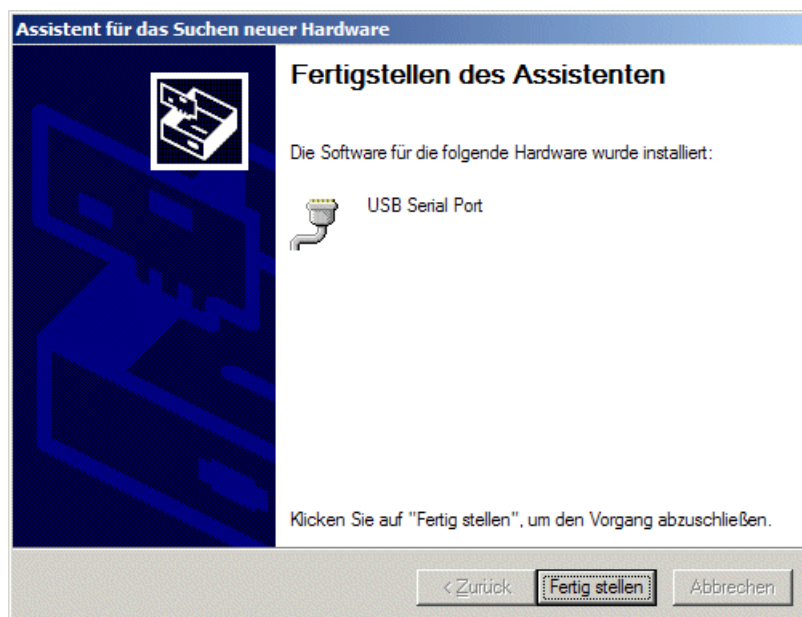 Assistent für das Suchen neuer Hardware
Fertigstellen des Assistenten
Die Software für die folgende Hardware wurde installiert:
USB Serial Port
Klicken Sie auf "Fertig stellen", um den Vorgang abzuschließen.
< Zurück Fertig stellen Abbrechen